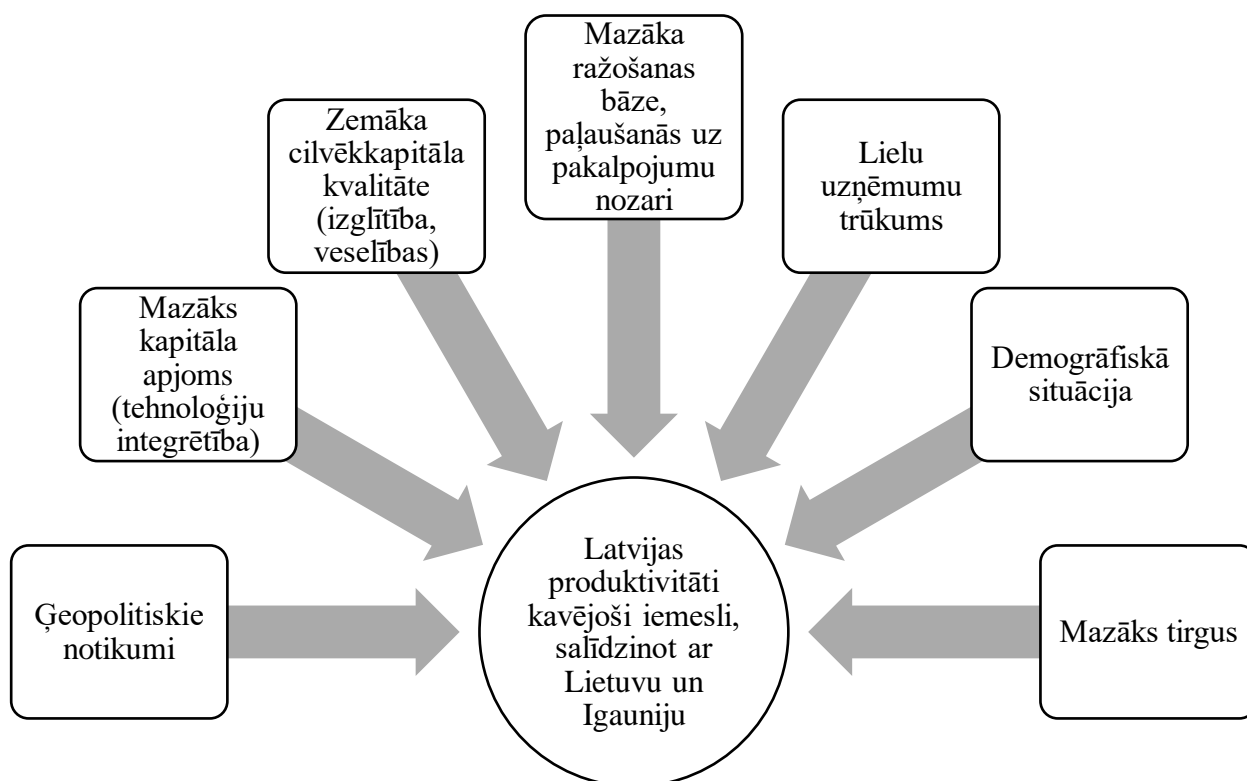 Ģeopolitiskie
notikumi
Mazāks
kapitāla
apjoms
(tehnoloģiju
integrētība)
Zemāka
cilvēkkapitāla
kvalitāte
(izglītība,
veselības)
Mazāka
ražošanas
bāze,
paļaušanās uz
pakalpojumu
nozari
Lielu
uzņēmumu
trūkums
Demogrāfiskā
situācija
Mazāks tirgus
Latvijas
produktivitāti
kavējoši iemesli,
salīdzinot ar
Lietuvu un
Igauniju